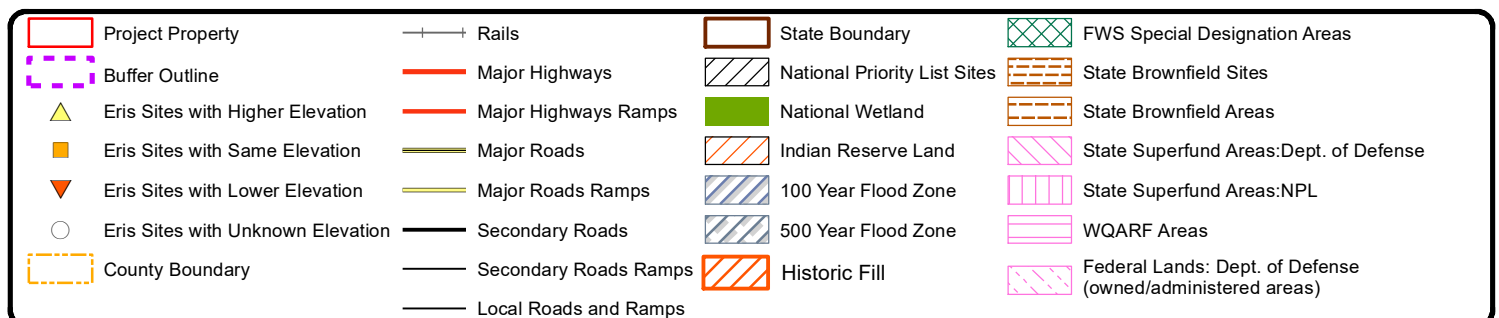 Project Property
Buffer Outline
Eris Sites with Higher Elevation
Eris Sites with Same Elevation
Eris Sites with Lower Elevation
Eris Sites with Unknown Elevation
County Boundary
Rails
Major Highways
Major Highways Ramps
Major Roads
Major Roads Ramps
Secondary Roads
Secondary Roads Ramps
Local Roads and Ramps
State Boundary
National Priority List Sites
National Wetland
Indian Reserve Land
100 Year Flood Zone
500 Year Flood Zone
Historic Fill
FWS Special Designation Areas
State Brownfield Sites
State Brownfield Areas
State Superfund Areas:Dept. of Defense
State Superfund Areas:NPL
WQARF Areas
Federal Lands: Dept. of Defense
(owned/administered areas)